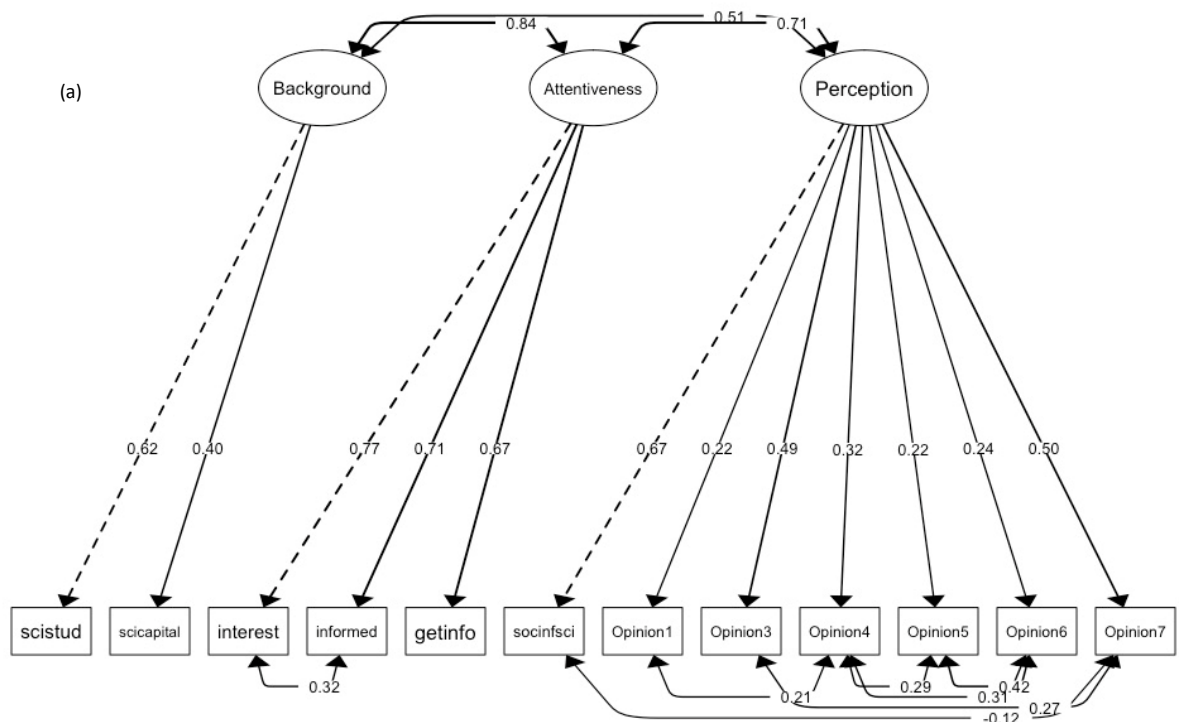 0.84
0.51
0.71
(a)
Background
Attentiveness
Perception
0.62
0.40
0.77
0.71
0.67
0.67
0.22
0.49
0.32
0.22
0.24
0.50
scistud
scicapital
interest
informed
getinfo
socinfsci
Opinion1
Opinion3
Opinion4
Opinion5
Opinion6
Opinion7
0.32
0.21
0.29
0.31
0.42
0.27
-0.12